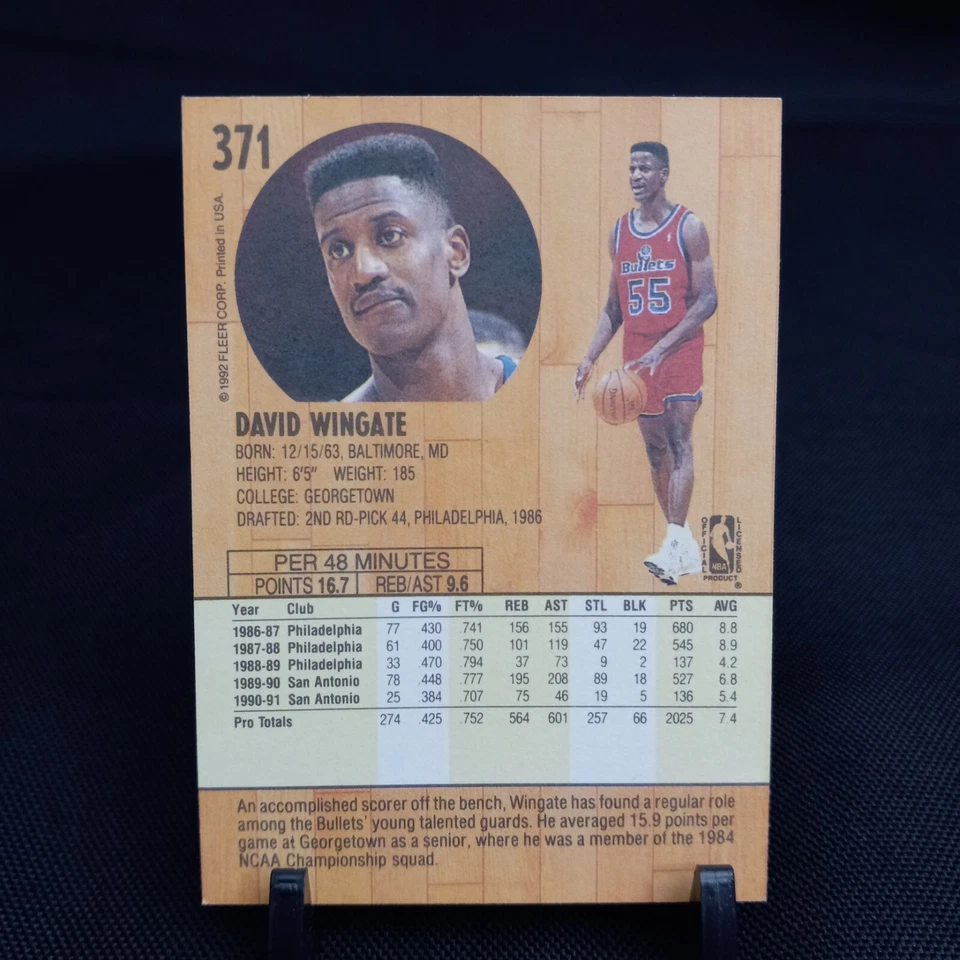 371
© 1992 FLEER CORP. Printed in USA.
Bullets
55
DAVID WINGATE
BORN: 12/15/63, BALTIMORE, MD
HEIGHT: 6'5" WEIGHT: 185
COLLEGE: GEORGETOWN
DRAFTED: 2ND RD-PICK 44, PHILADELPHIA, 1986
OFFICIAL LICENSED
NBA
PRODUCT ®
PER 48 MINUTES
POINTS 16.7 REB/AST 9.6
Year Club G FG% FT% REB AST STL BLK PTS AVG
1986-87 Philadelphia 77 .430 .741 156 155 93 19 680 8.8
1987-88 Philadelphia 61 .400 .750 101 119 47 22 545 8.9
1988-89 Philadelphia 33 .470 .794 37 73 9 2 137 4.2
1989-90 San Antonio 78 .448 .777 195 208 89 18 527 6.8
1990-91 San Antonio 25 .384 .707 75 46 19 5 136 5.4
Pro Totals 274 .425 .752 564 601 257 66 2025 7.4
An accomplished scorer off the bench, Wingate has found a regular role
among the Bullets' young talented guards. He averaged 15.9 points per
game at Georgetown as a senior, where he was a member of the 1984
NCAA Championship squad.